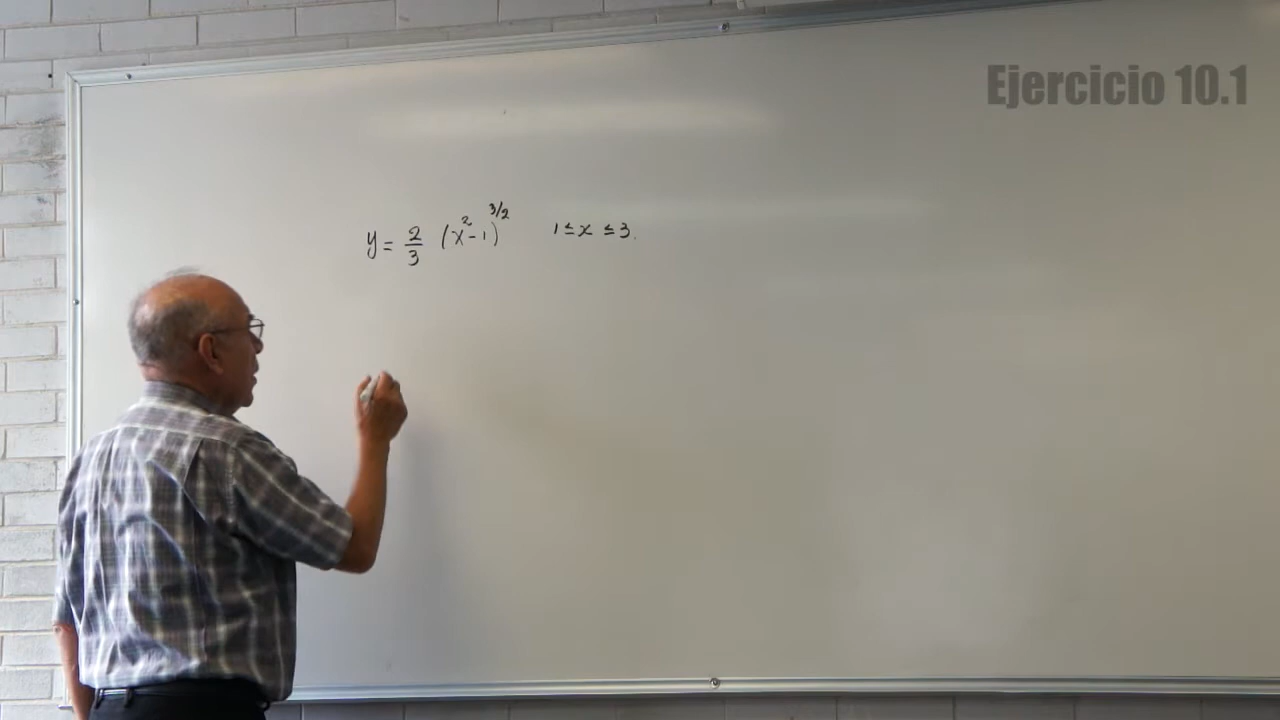 Ejercicio 10.1
y = 2/3 (x²-1)^3/2 1 ≤ x ≤ 3.